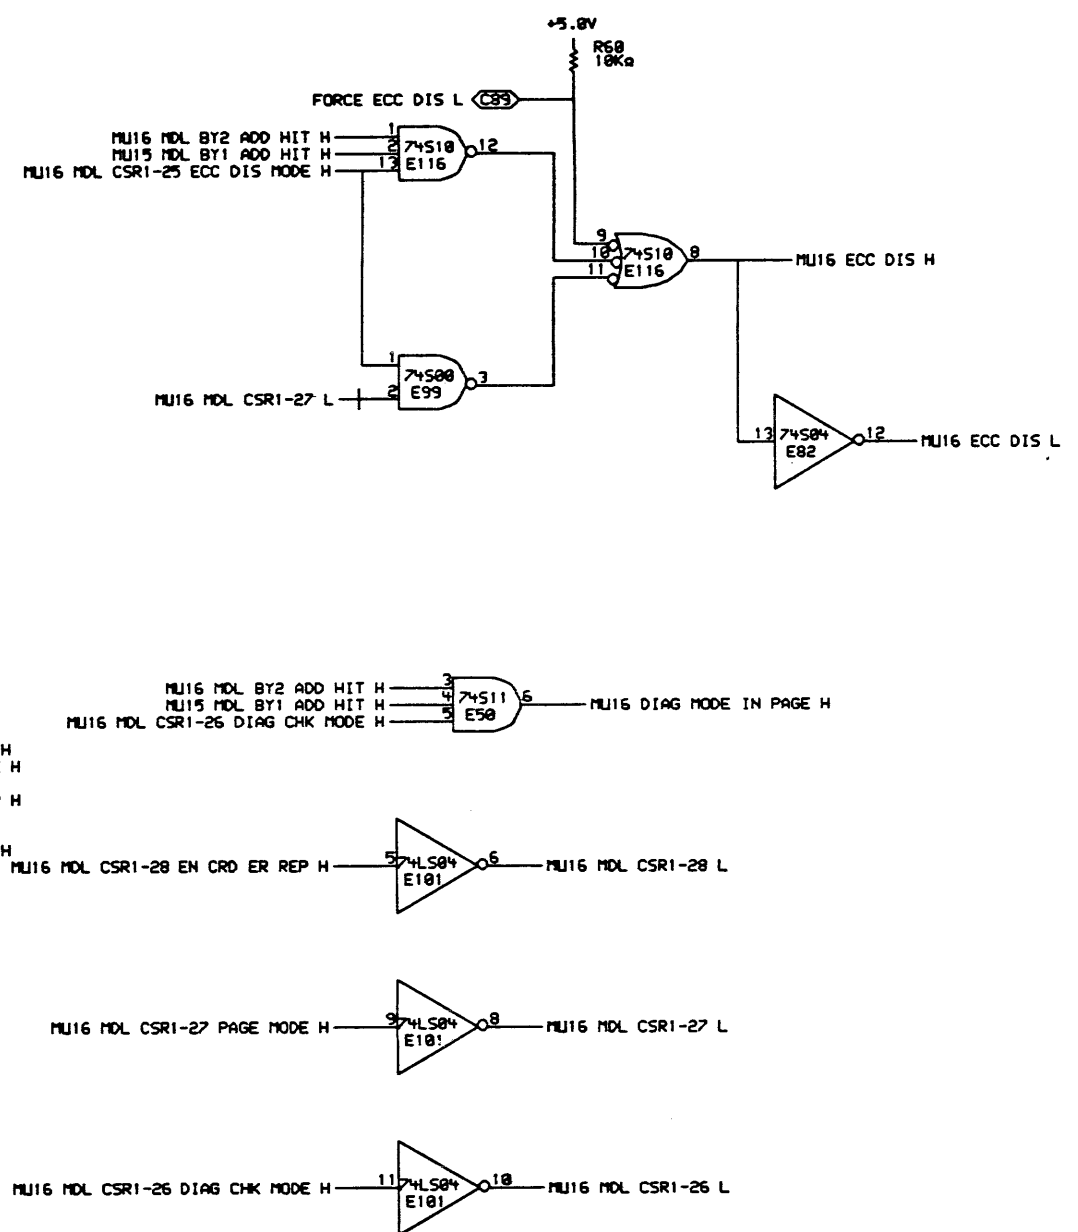 +5.0V
R60
10KΩ
FORCE ECC DIS L C89
MU16 MDL BY2 ADD HIT H 1
MU15 MDL BY1 ADD HIT H 2
MU16 MDL CSR1-25 ECC DIS MODE H 13
74S10
E116
12
9
10
11
74S10
E116
8
MU16 ECC DIS H
1
MU16 MDL CSR1-27 L 2
74S00
E99
3
13
74S04
E82
12
MU16 ECC DIS L
MU16 MDL BY2 ADD HIT H 3
MU15 MDL BY1 ADD HIT H 4
MU16 MDL CSR1-26 DIAG CHK MODE H 5
74S11
E50
6
MU16 DIAG MODE IN PAGE H
H
H
H
H
MU16 MDL CSR1-28 EN CRD ER REP H 5
74LS04
E101
6
MU16 MDL CSR1-28 L
MU16 MDL CSR1-27 PAGE MODE H 9
74LS04
E101
8
MU16 MDL CSR1-27 L
MU16 MDL CSR1-26 DIAG CHK MODE H 11
74LS04
E101
10
MU16 MDL CSR1-26 L